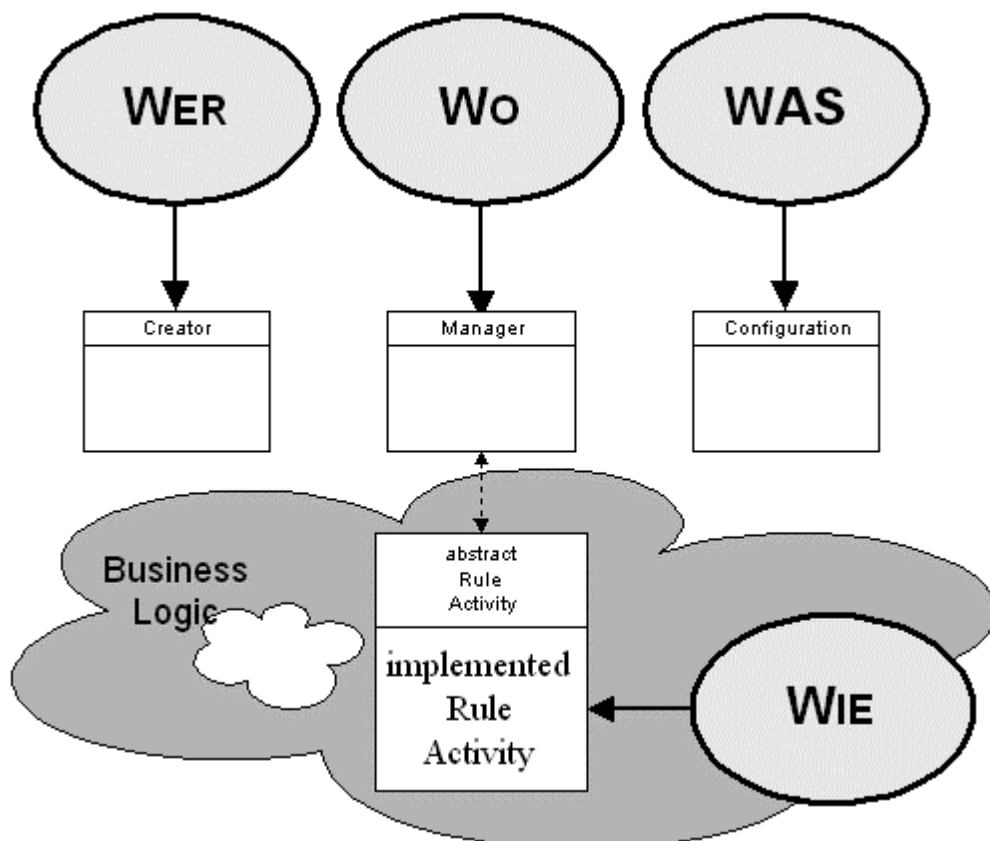 WER
WO
WAS
Creator
Manager
Configuration
abstract
Rule
Activity
Business
Logic
implemented
Rule
Activity
WIE